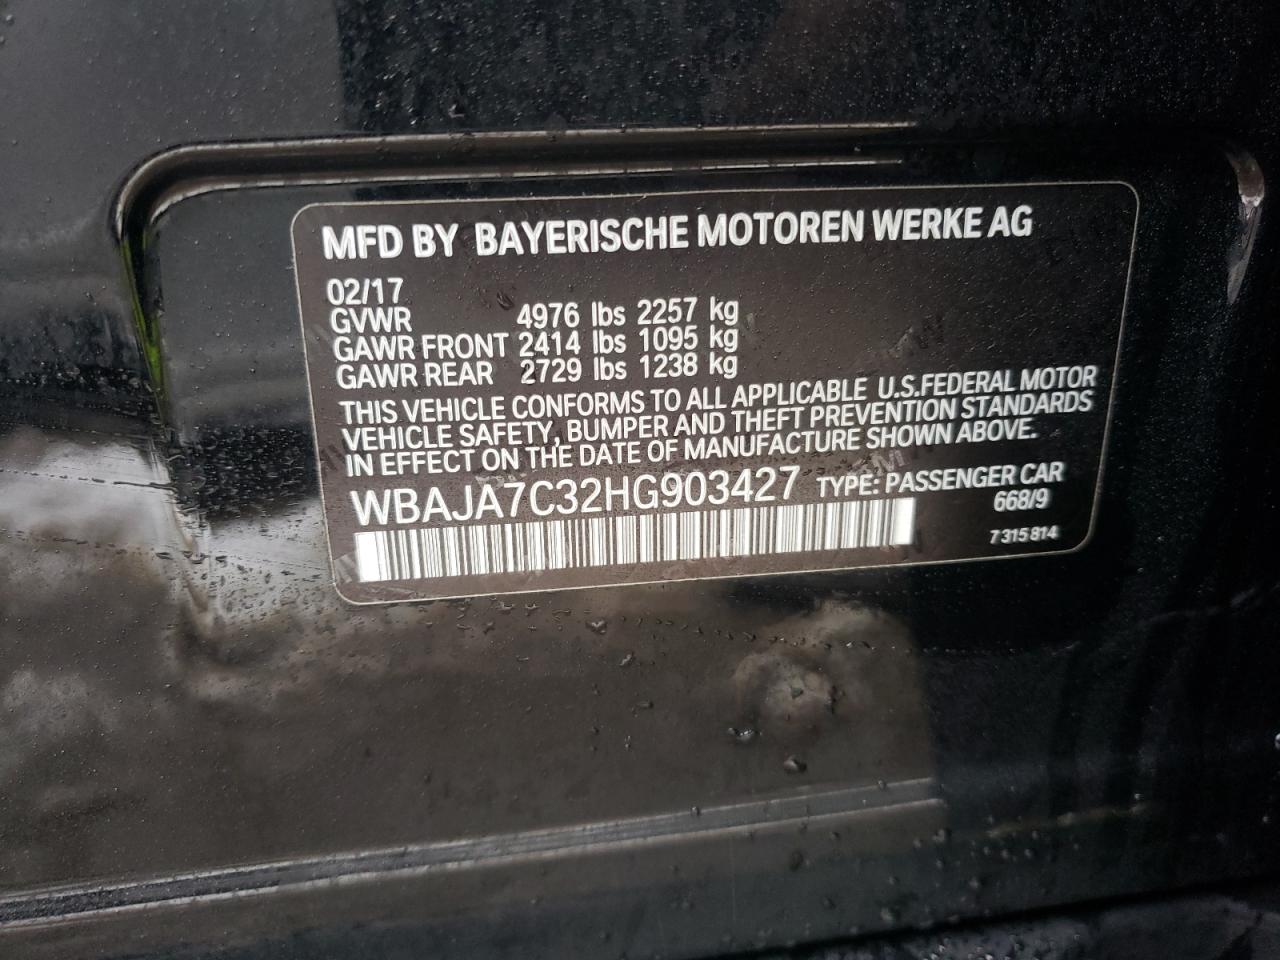 MFD BY BAYERISCHE MOTOREN WERKE AG
02/17
GVWR 4976 lbs 2257 kg
GAWR FRONT 2414 lbs 1095 kg
GAWR REAR 2729 lbs 1238 kg
THIS VEHICLE CONFORMS TO ALL APPLICABLE U.S.FEDERAL MOTOR
VEHICLE SAFETY, BUMPER AND THEFT PREVENTION STANDARDS
IN EFFECT ON THE DATE OF MANUFACTURE SHOWN ABOVE.
WBAJA7C32HG903427 TYPE: PASSENGER CAR
668/9
7 315 814